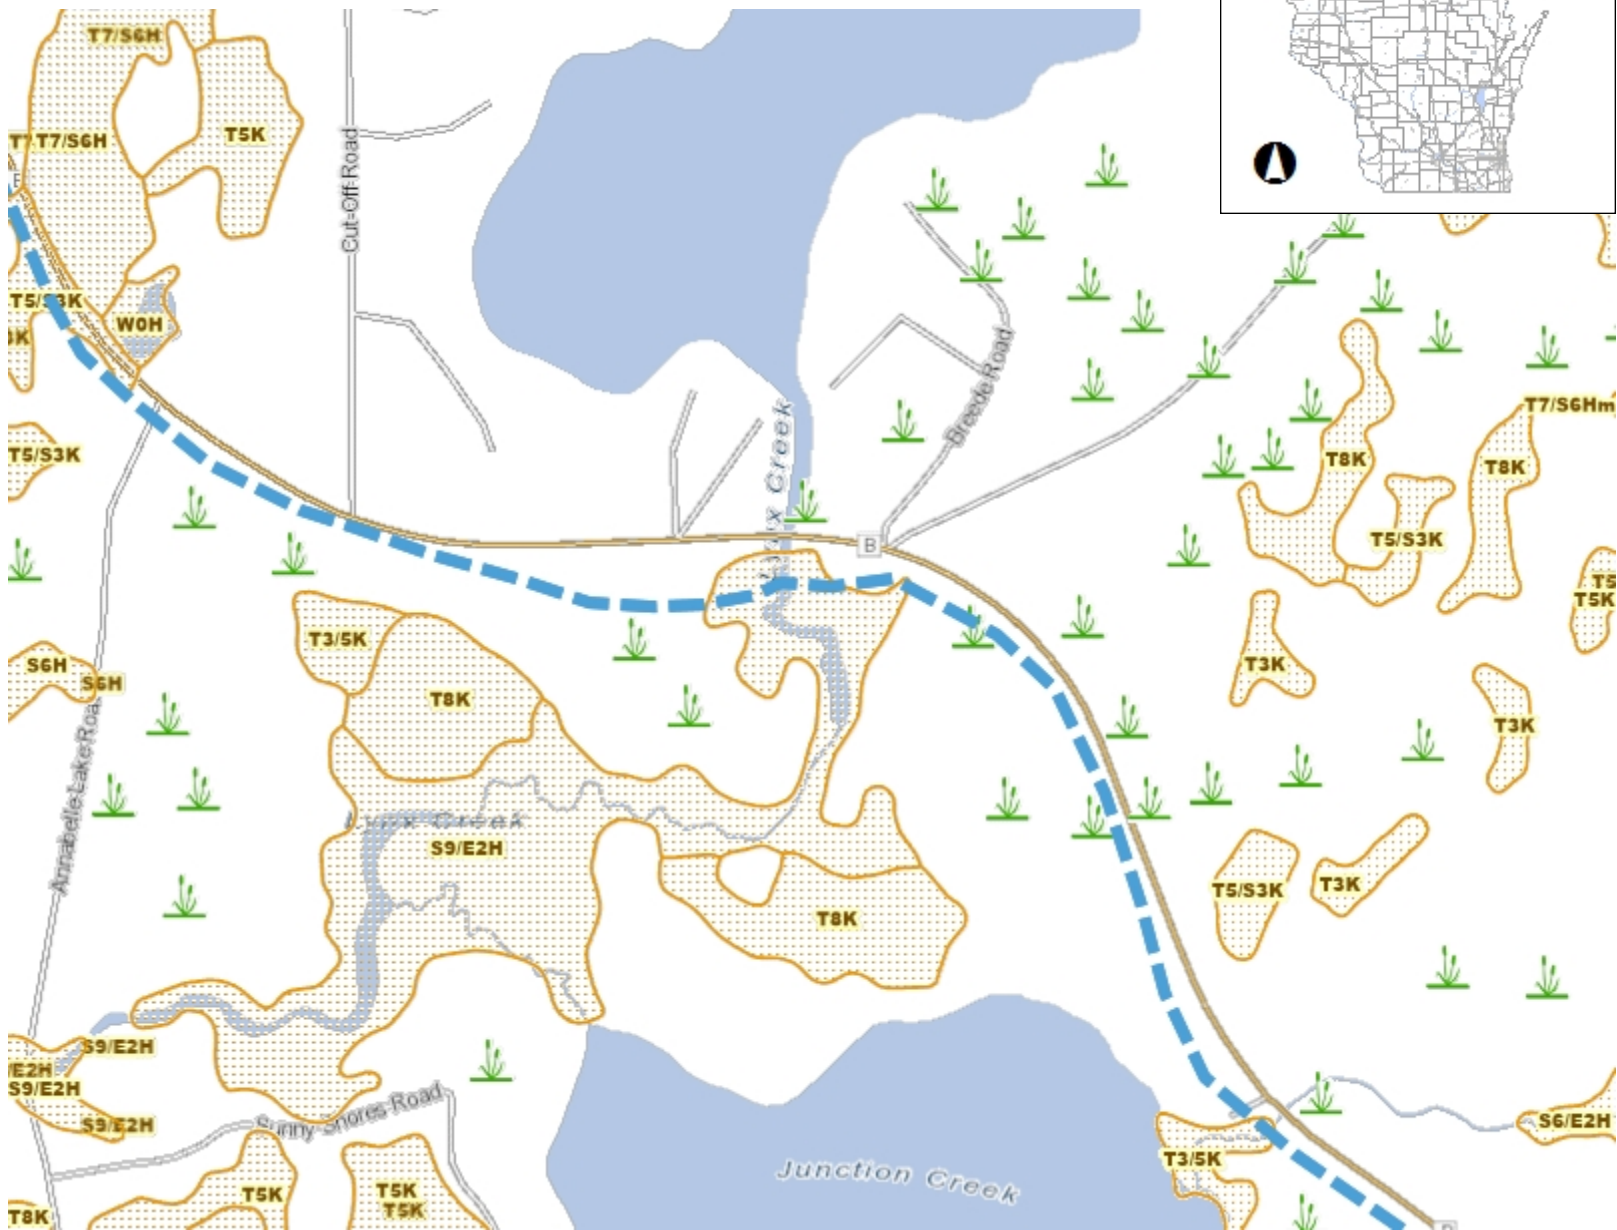 T7/S6H
T7
T7/S6H
T5K
Cut-Off Road
T5/S3K
W0H
Breede Road
T7/S6Hm
T5/S3K
T8K
T8K
Lynx Creek
B
T5/S3K
T5K
T3/5K
S6H
S6H
T3K
T8K
T3K
Annabelle Lake Road
Lynx Creek
S9/E2H
T5/S3K
T3K
T8K
S9/E2H
/E2H
S9/E2H
S9/E2H
Sunny Shores Road
S6/E2H
T3/5K
Junction Creek
T5K
T5K
T5K
T8K